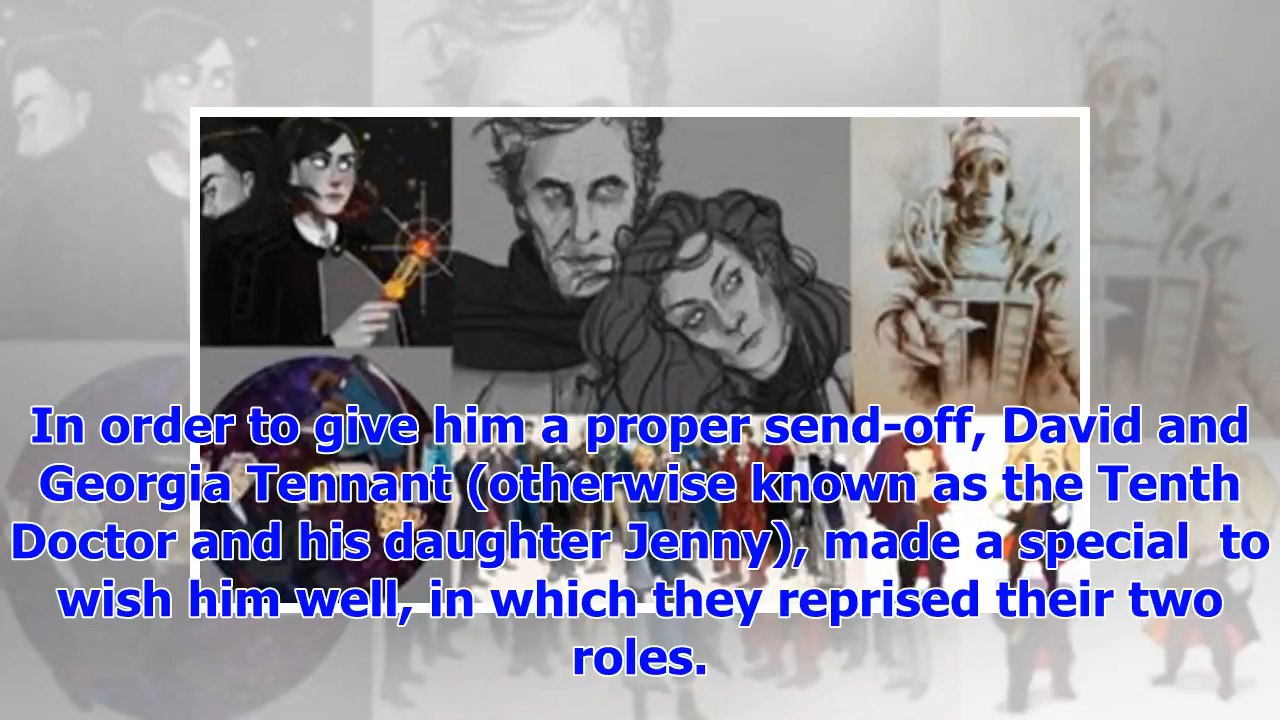 In order to give him a proper send-off, David and
Georgia Tennant (otherwise known as the Tenth
Doctor and his daughter Jenny), made a special  to
wish him well, in which they reprised their two
roles.